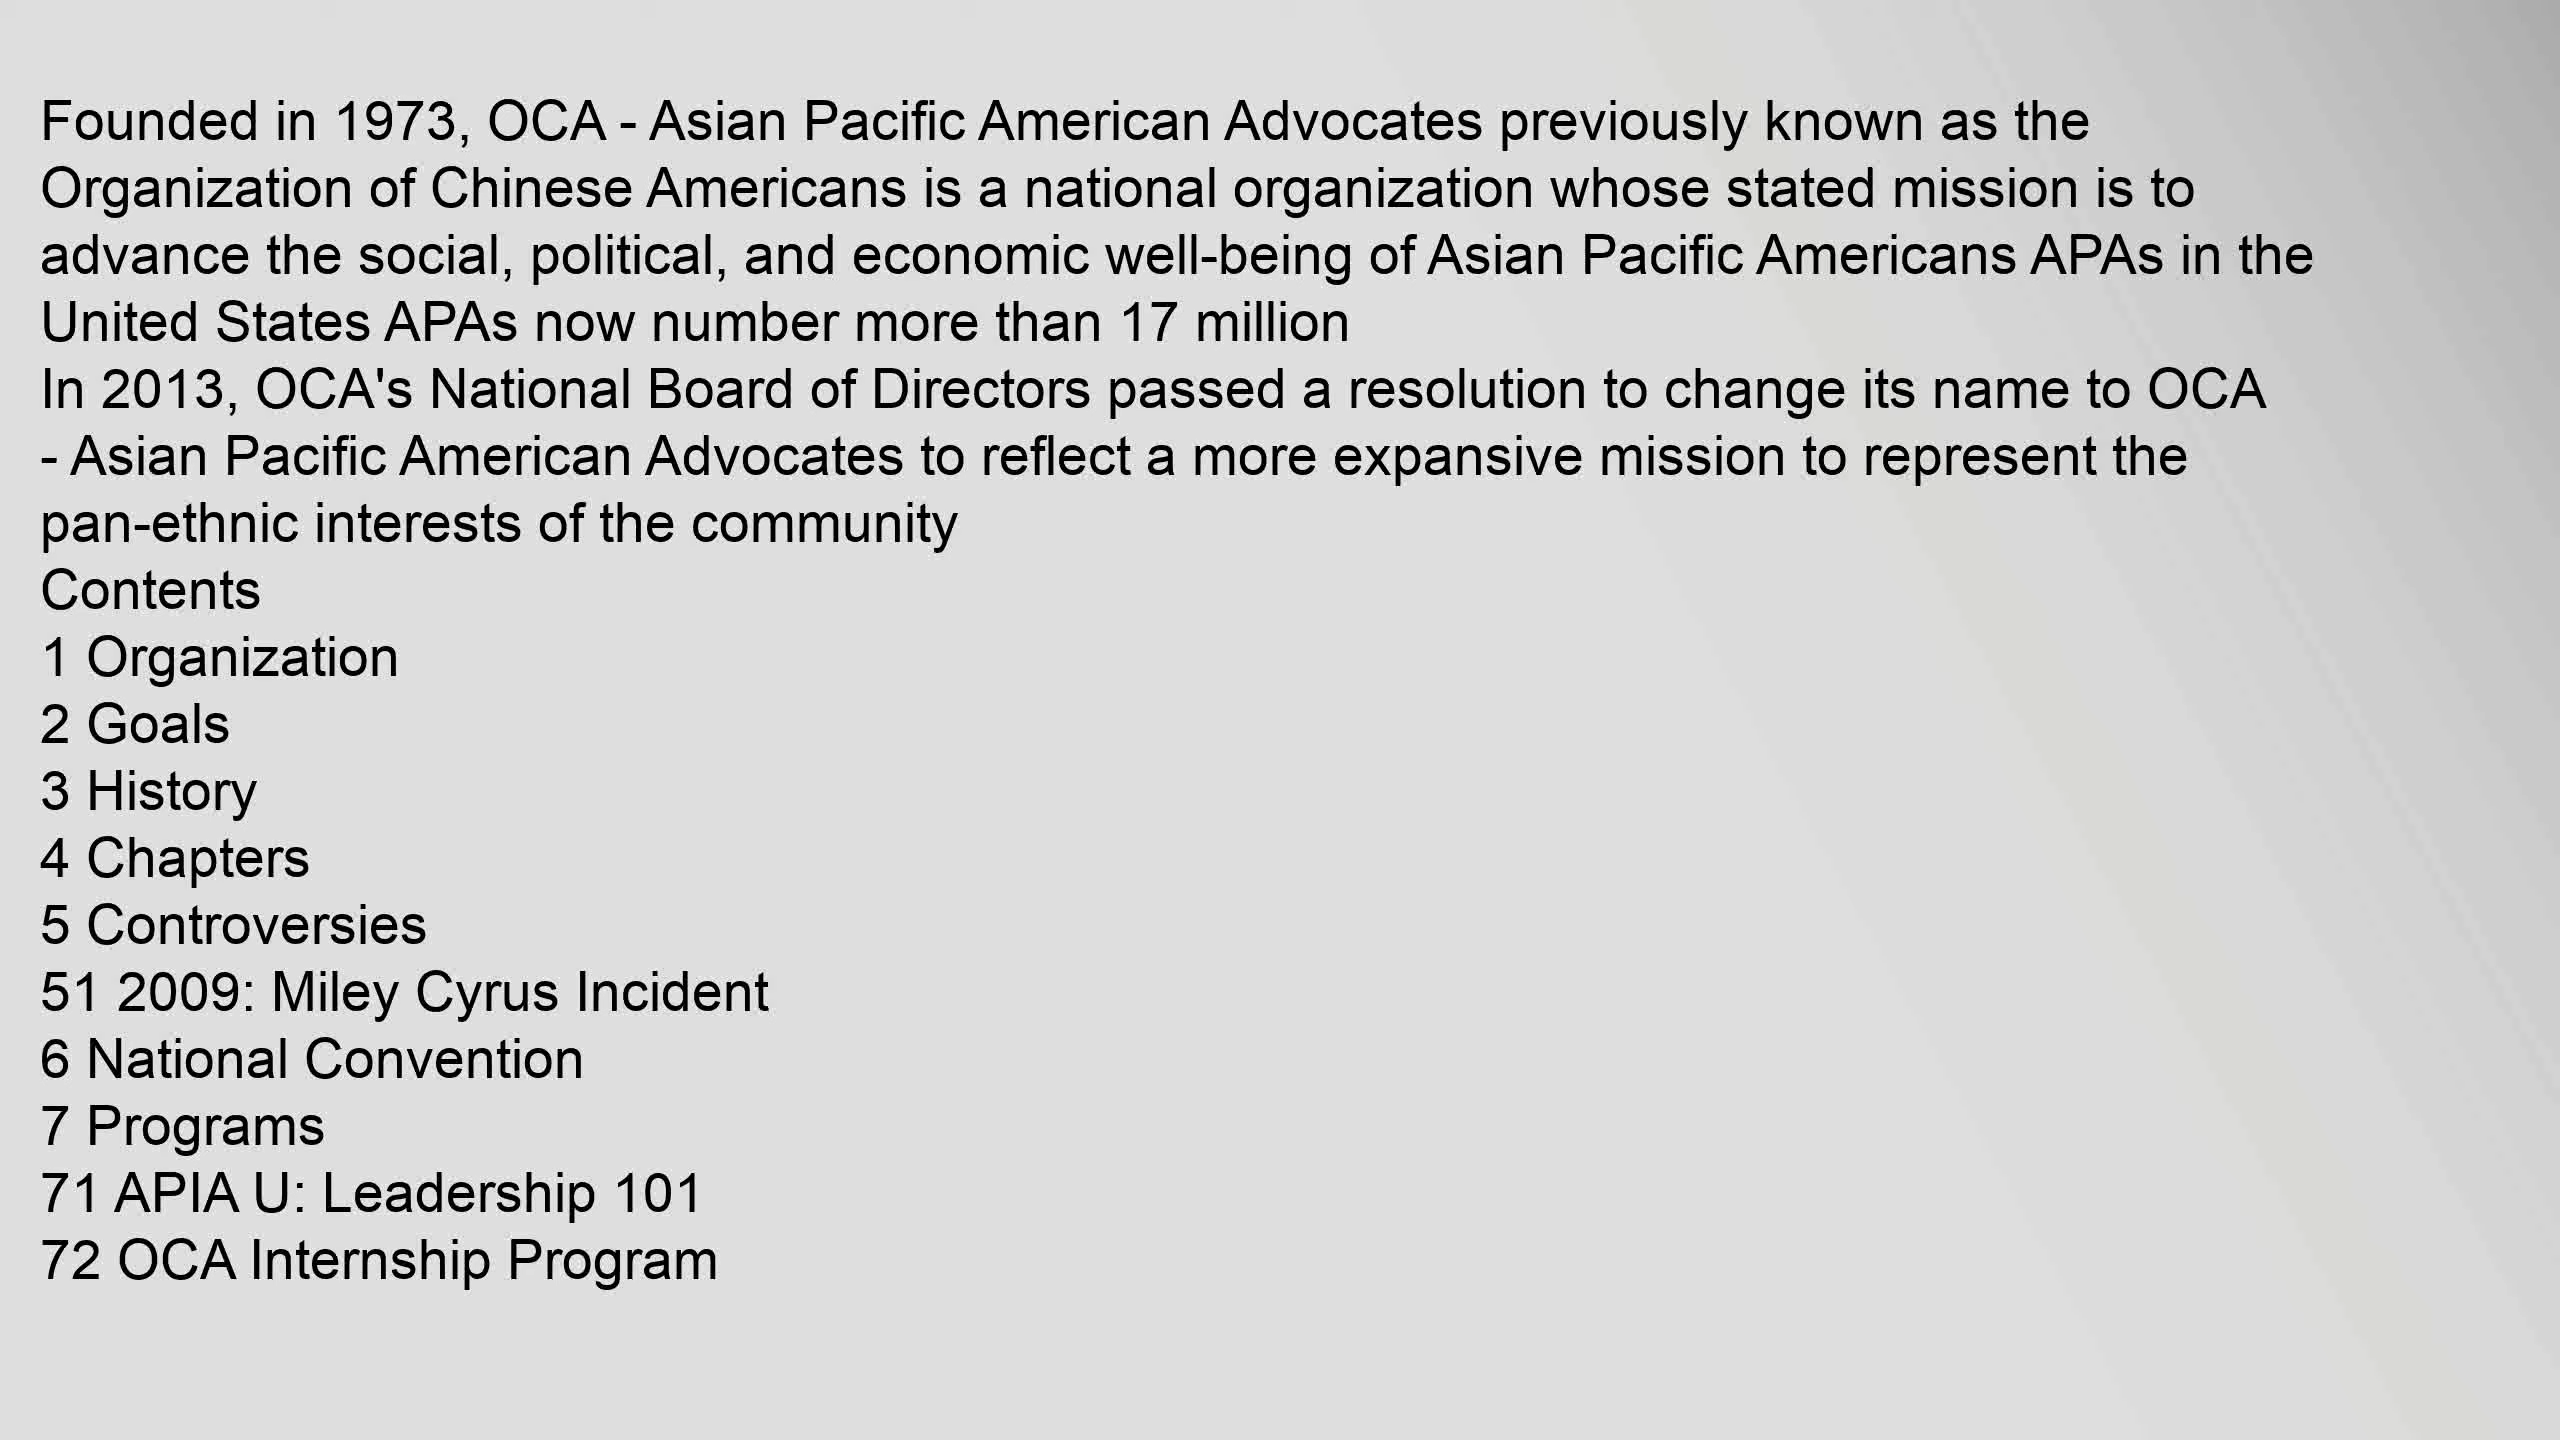 Founded in 1973, OCA - Asian Pacific American Advocates previously known as the
Organization of Chinese Americans is a national organization whose stated mission is to
advance the social, political, and economic well-being of Asian Pacific Americans APAs in the
United States APAs now number more than 17 million
In 2013, OCA's National Board of Directors passed a resolution to change its name to OCA
- Asian Pacific American Advocates to reflect a more expansive mission to represent the
pan-ethnic interests of the community
Contents
1 Organization
2 Goals
3 History
4 Chapters
5 Controversies
51 2009: Miley Cyrus Incident
6 National Convention
7 Programs
71 APIA U: Leadership 101
72 OCA Internship Program